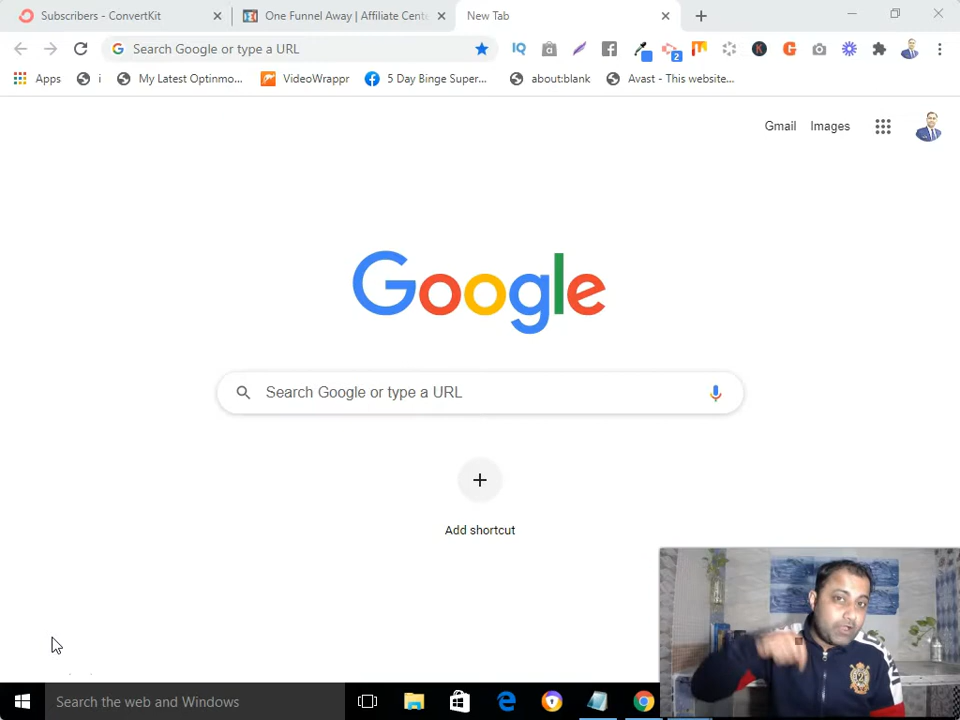 Subscribers - ConvertKit
One Funnel Away | Affiliate Cent
New Tab
Search Google or type a URL
IQ
a
2
K
G
Apps
i
My Latest Optinmo...
VideoWrappr
5 Day Binge Super...
about:blank
Avast - This website...
Gmail
Images
Google
Search Google or type a URL
Add shortcut
Search the web and Windows